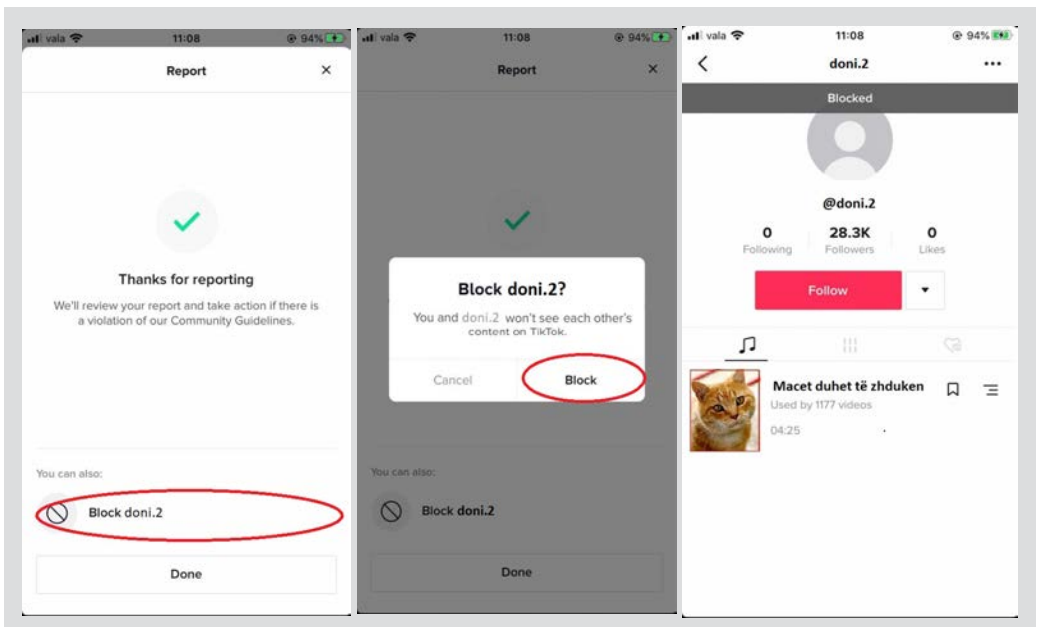 vala 11:08 94%
Report ×
Thanks for reporting
We'll review your report and take action if there is
a violation of our Community Guidelines.
You can also:
Block doni.2
Done
vala 11:08 94%
Report ×
Block doni.2?
You and doni.2 won't see each other's
content on TikTok.
Cancel Block
You can also:
Block doni.2
Done
vala 11:08 94%
doni.2
Blocked
@doni.2
0 28.3K 0
Following Followers Likes
Follow
Macet duhet të zhduken
Used by 1177 videos
04:25